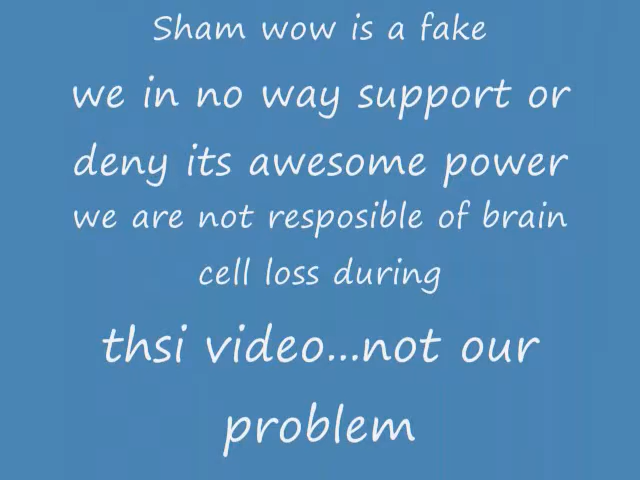 Sham wow is a fake
we in no way support or
deny its awesome power
we are not resposible of brain
cell loss during
thsi video...not our
problem